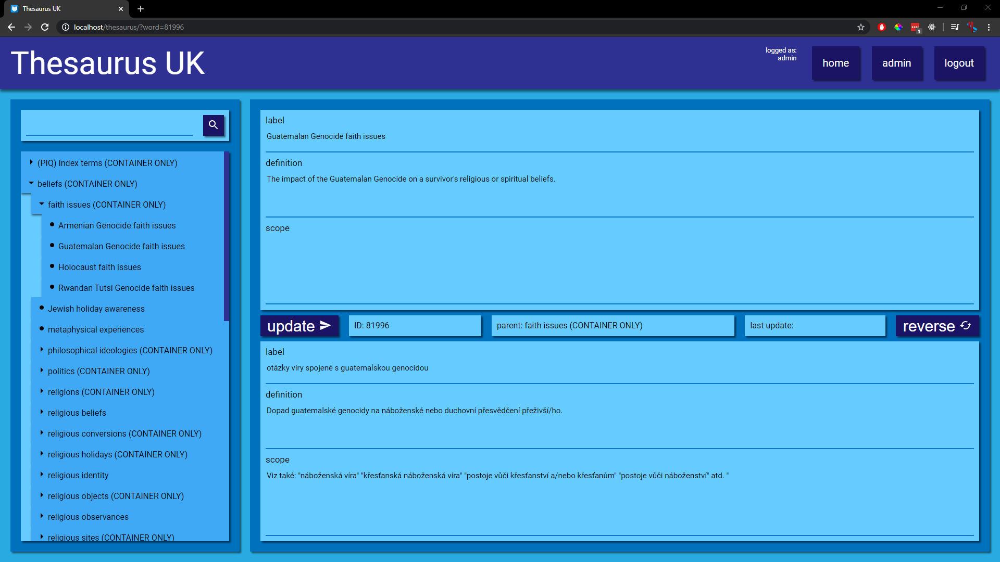 Thesaurus UK
localhost/thesaurus/?word=81996
1
Thesaurus UK
logged as:
admin
home
admin
logout
(PIQ) Index terms (CONTAINER ONLY)
beliefs (CONTAINER ONLY)
faith issues (CONTAINER ONLY)
Armenian Genocide faith issues
Guatemalan Genocide faith issues
Holocaust faith issues
Rwandan Tutsi Genocide faith issues
Jewish holiday awareness
metaphysical experiences
philosophical ideologies (CONTAINER ONLY)
politics (CONTAINER ONLY)
religions (CONTAINER ONLY)
religious beliefs
religious conversions (CONTAINER ONLY)
religious holidays (CONTAINER ONLY)
religious identity
religious objects (CONTAINER ONLY)
religious observances
religious sites (CONTAINER ONLY)
label
Guatemalan Genocide faith issues
definition
The impact of the Guatemalan Genocide on a survivor's religious or spiritual beliefs.
scope
update
ID: 81996
parent: faith issues (CONTAINER ONLY)
last update:
reverse
label
otázky víry spojené s guatemalskou genocidou
definition
Dopad guatemalské genocidy na náboženské nebo duchovní přesvědčení přeživší/ho.
scope
Viz také: "náboženská víra" "křesťanská náboženská víra" "postoje vůči křesťanství a/nebo křesťanům" "postoje vůči náboženství" atd. "